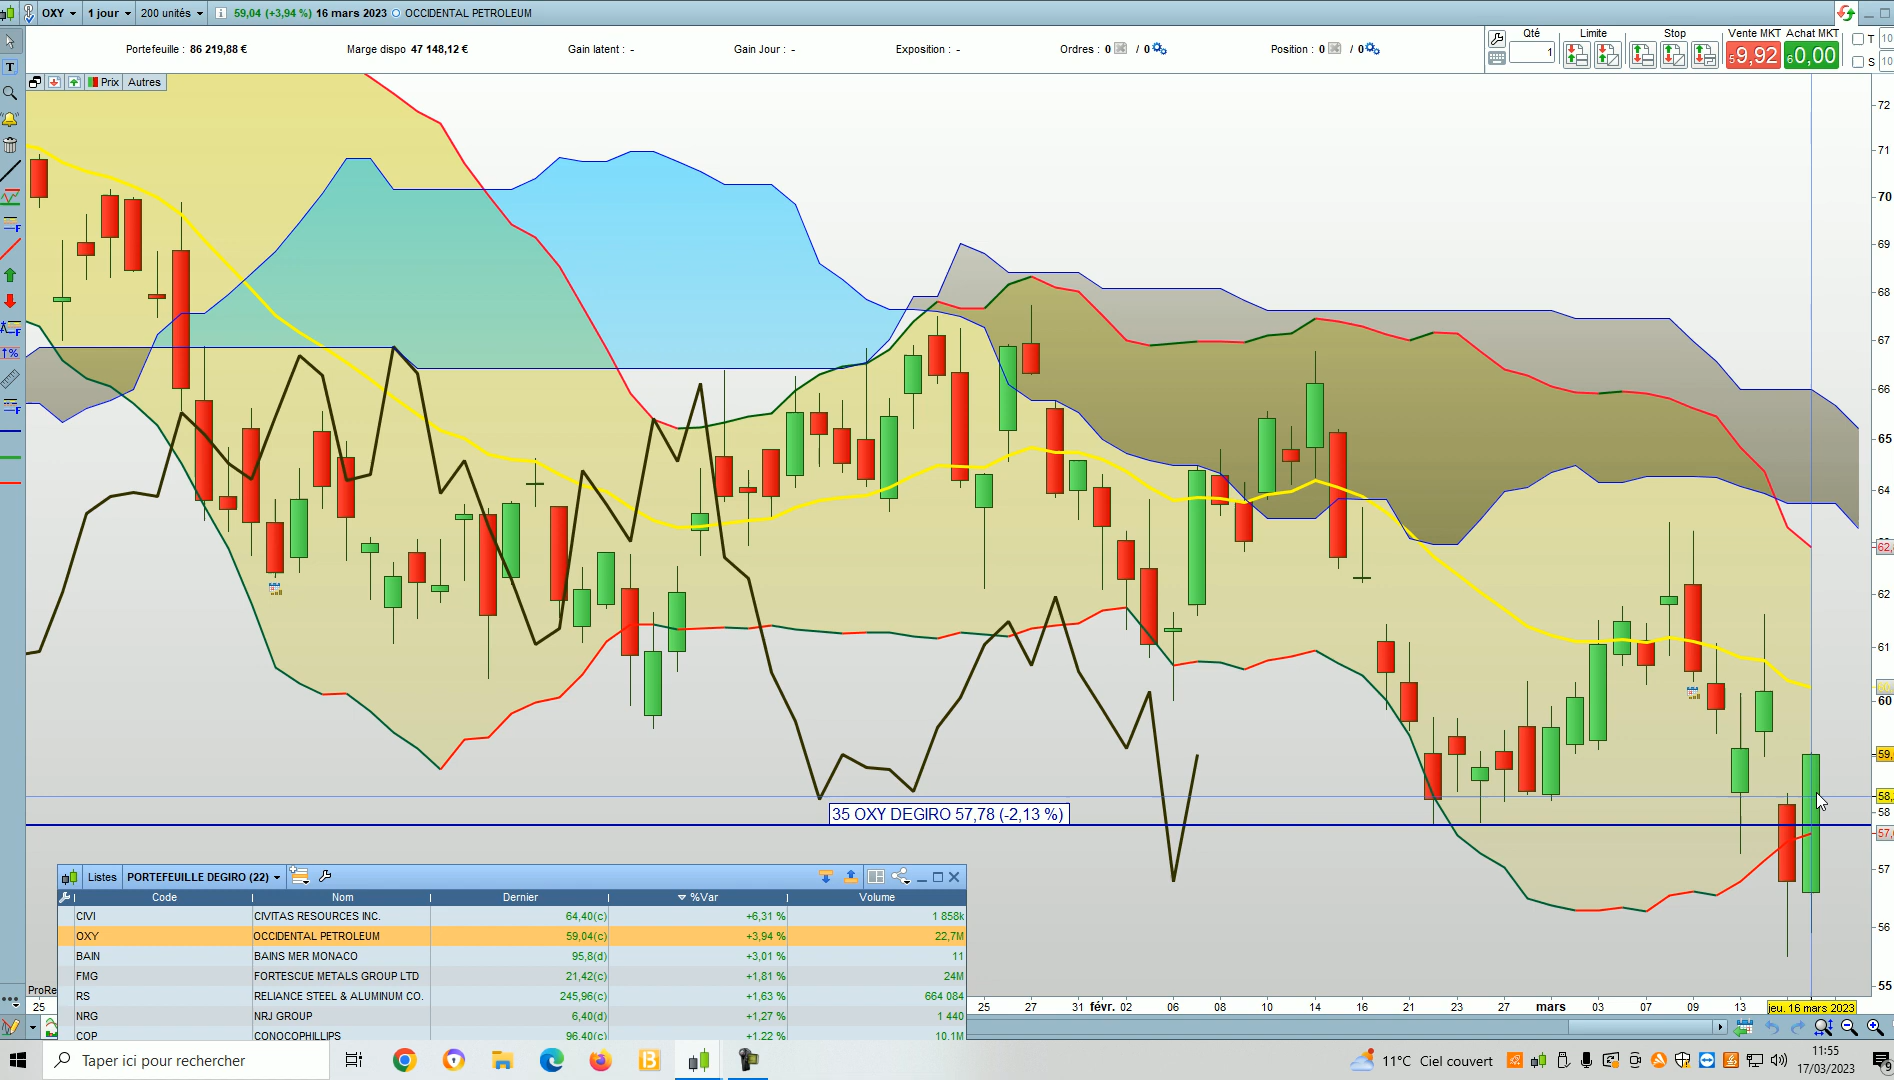 OXY 1 jour 200 unités 59,04 (+3,94 %) 16 mars 2023 OCCIDENTAL PETROLEUM
Portefeuille : 86 219,88 € Marge dispo 47 148,12 € Gain latent : - Gain Jour : - Exposition : - Ordres : 0 / 0 Position : 0 / 0
Qté Limite Stop Vente MKT Achat MKT T 10
1 59,92 60,00 S 10
Prix Autres
72
71
70
69
68
67
66
65
64
62,
62
61
60
59,
58,
58
57,
57
56
55
35 OXY DEGIRO 57,78 (-2,13 %)
Listes PORTEFEUILLE DEGIRO (22)
Code Nom Dernier %Var Volume
CIVI CIVITAS RESOURCES INC. 64,40(c) +6,31 % 1 858k
OXY OCCIDENTAL PETROLEUM 59,04(c) +3,94 % 22,7M
BAIN BAINS MER MONACO 95,8(d) +3,01 % 11
FMG FORTESCUE METALS GROUP LTD 21,42(c) +1,81 % 24M
RS RELIANCE STEEL & ALUMINUM CO. 245,96(c) +1,63 % 664 084
NRG NRJ GROUP 6,40(d) +1,27 % 1 440
COP CONOCOPHILLIPS 96,40(c) +1,22 % 10,1M
ProRe
25 25 27 31 févr. 02 06 08 10 14 16 21 23 27 mars 03 07 09 13 jeu. 16 mars 2023
Taper ici pour rechercher
11°C Ciel couvert
11:55
17/03/2023
9